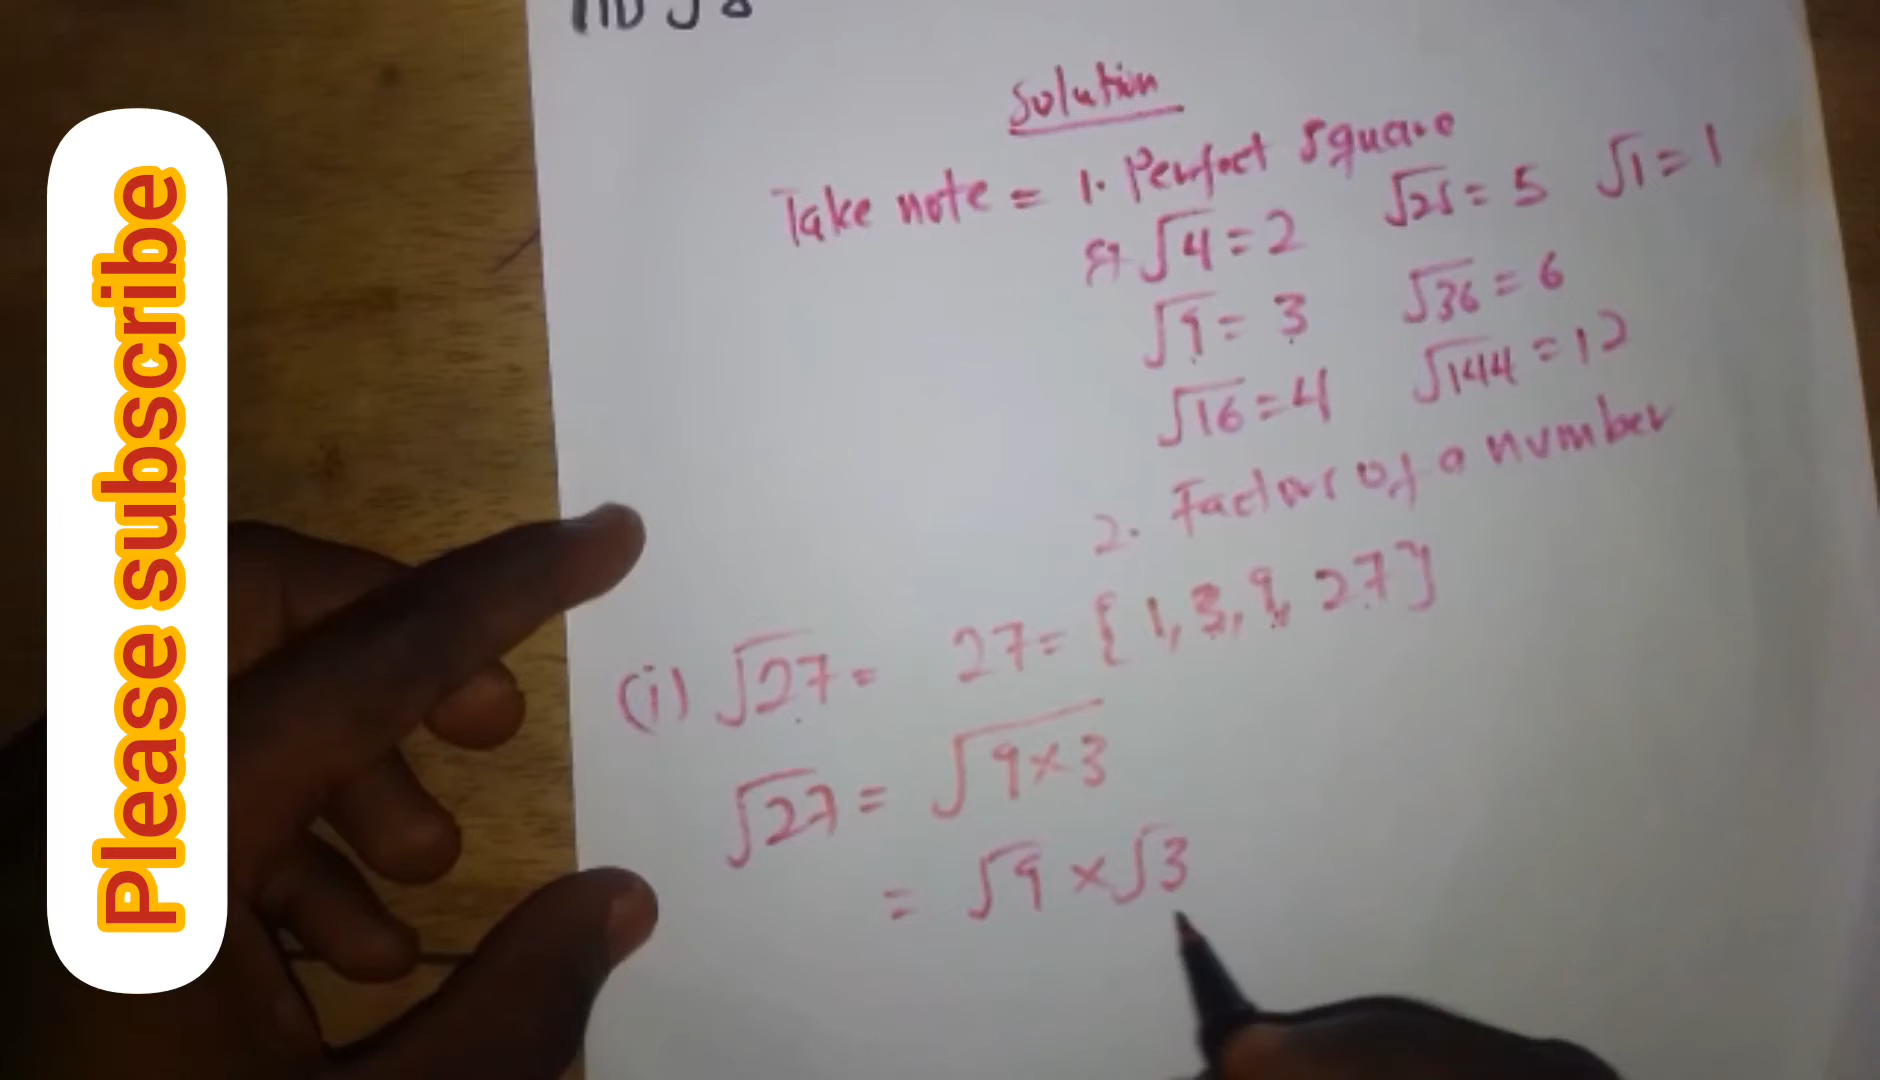 Please subscribe
Solution
Take note = 1. Perfect square
√4 = 2 √25 = 5 √1 = 1
√9 = 3 √36 = 6
√16 = 4 √144 = 12
2. Factors of a number
(i) √27 = 27 = {1, 3, 9, 27}
√27 = √9×3
= √9 × √3